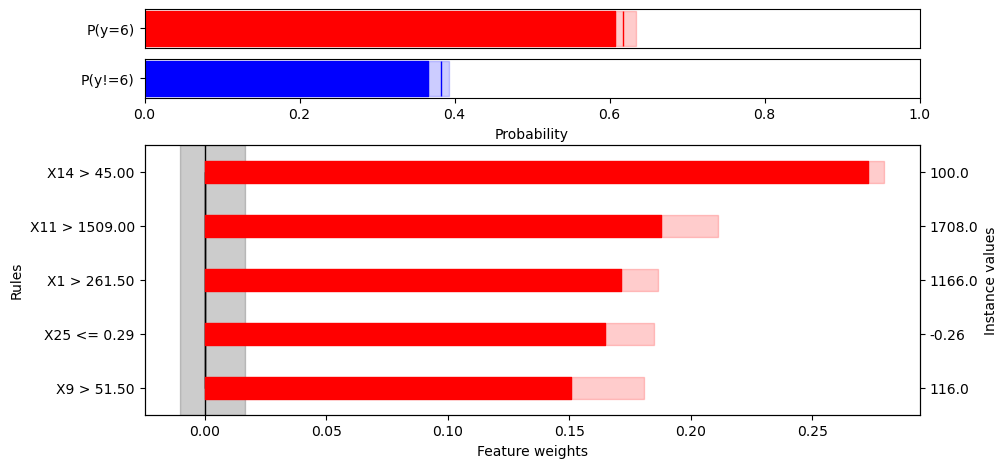 P(y=6)
P(y!=6)
0.0 0.2 0.4 0.6 0.8 1.0
Probability
X14 > 45.00 100.0
X11 > 1509.00 1708.0
X1 > 261.50 1166.0
X25 <= 0.29 -0.26
X9 > 51.50 116.0
Rules
Instance values
0.00 0.05 0.10 0.15 0.20 0.25
Feature weights